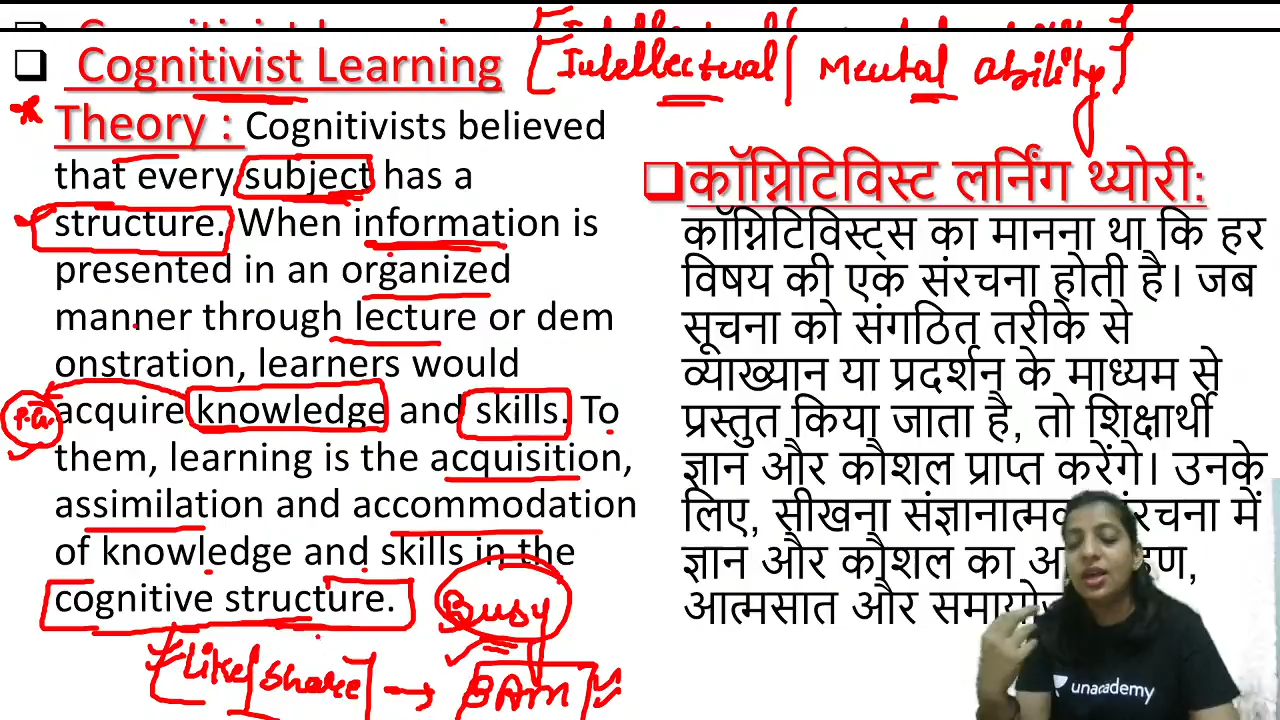 Cognitivist Learning [Intellectual/ Mental ability]
Theory : Cognitivists believed
that every subject has a
structure. When information is
presented in an organized
manner through lecture or dem
onstration, learners would
acquire knowledge and skills. To
them, learning is the acquisition,
assimilation and accommodation
of knowledge and skills in the
cognitive structure.
Busy
Like/share → BAM
कॉग्निटिविस्ट लर्निंग थ्योरी:
कॉग्निटिविस्ट्स का मानना था कि हर
विषय की एक संरचना होती है। जब
सूचना को संगठित तरीके से
व्याख्यान या प्रदर्शन के माध्यम से
प्रस्तुत किया जाता है, तो शिक्षार्थी
ज्ञान और कौशल प्राप्त करेंगे। उनके
लिए, सीखना में
ज्ञान और कौशल का
आत्मसात और
unacademy